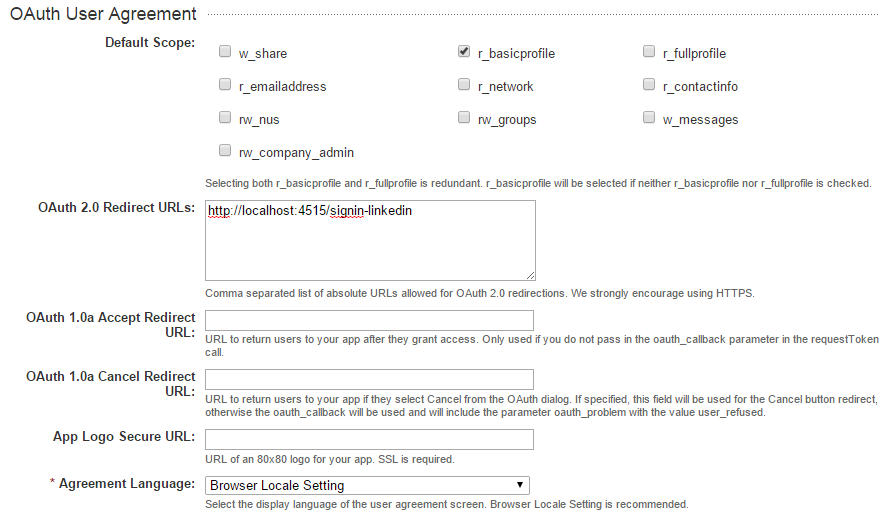 OAuth User Agreement
Default Scope:
w_share r_basicprofile r_fullprofile
r_emailaddress r_network r_contactinfo
rw_nus rw_groups w_messages
rw_company_admin
Selecting both r_basicprofile and r_fullprofile is redundant. r_basicprofile will be selected if neither r_basicprofile nor r_fullprofile is checked.
OAuth 2.0 Redirect URLs:
http://localhost:4515/signin-linkedin
Comma separated list of absolute URLs allowed for OAuth 2.0 redirections. We strongly encourage using HTTPS.
OAuth 1.0a Accept Redirect
URL:
URL to return users to your app after they grant access. Only used if you do not pass in the oauth_callback parameter in the requestToken
call.
OAuth 1.0a Cancel Redirect
URL:
URL to return users to your app if they select Cancel from the OAuth dialog. If specified, this field will be used for the Cancel button redirect,
otherwise the oauth_callback will be used and will include the parameter oauth_problem with the value user_refused.
App Logo Secure URL:
URL of an 80x80 logo for your app. SSL is required.
* Agreement Language:
Browser Locale Setting
Select the display language of the user agreement screen. Browser Locale Setting is recommended.